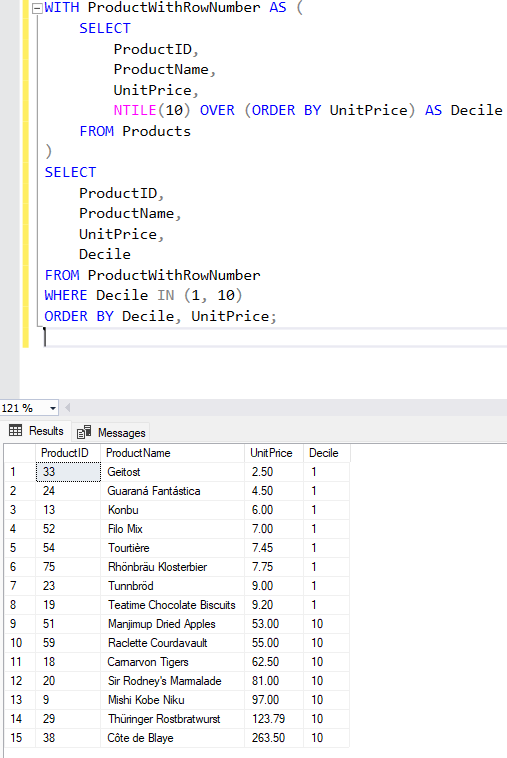 WITH ProductWithRowNumber AS (
SELECT
ProductID,
ProductName,
UnitPrice,
NTILE(10) OVER (ORDER BY UnitPrice) AS Decile
FROM Products
)
SELECT
ProductID,
ProductName,
UnitPrice,
Decile
FROM ProductWithRowNumber
WHERE Decile IN (1, 10)
ORDER BY Decile, UnitPrice;
121 %
Results Messages
ProductID ProductName UnitPrice Decile
1 33 Geitost 2.50 1
2 24 Guaraná Fantástica 4.50 1
3 13 Konbu 6.00 1
4 52 Filo Mix 7.00 1
5 54 Tourtière 7.45 1
6 75 Rhönbräu Klosterbier 7.75 1
7 23 Tunnbröd 9.00 1
8 19 Teatime Chocolate Biscuits 9.20 1
9 51 Manjimup Dried Apples 53.00 10
10 59 Raclette Courdavault 55.00 10
11 18 Carnarvon Tigers 62.50 10
12 20 Sir Rodney's Marmalade 81.00 10
13 9 Mishi Kobe Niku 97.00 10
14 29 Thüringer Rostbratwurst 123.79 10
15 38 Côte de Blaye 263.50 10